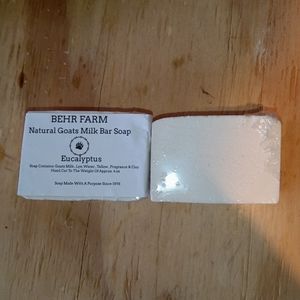 BEHR FARM
Natural Goats Milk Bar Soap
Eucalyptus
Soap Contains: Goats Milk, Lye, Water, Tallow, Fragrance & Clay
Hand Cut To The Weight Of Approx. 4 oz
Soap Made With A Purpose Since 1898